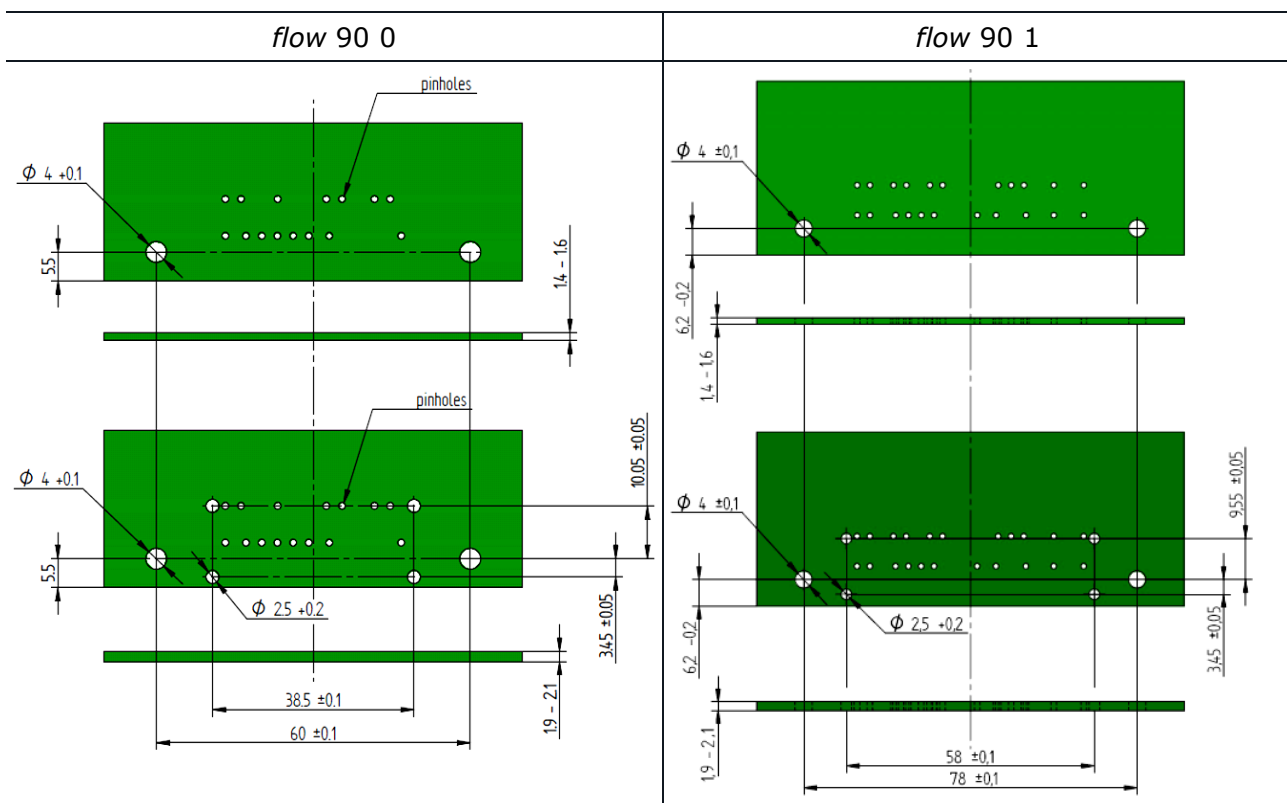 flow 90 0
flow 90 1
pinholes
ϕ 4 +0.1
5.5
1.4 - 1.6
pinholes
ϕ 4 +0.1
5.5
10.05 ±0.05
ϕ 2.5 +0.2
3.45 ±0.05
1.9 - 2.1
38.5 ±0.1
60 ±0.1
ϕ 4 ±0,1
6,2 -0,2
1,4 - 1,6
ϕ 4 ±0,1
9,55 ±0,05
6,2 -0,2
ϕ 2,5 +0,2
3,45 ±0,05
1,9 - 2,1
58 ±0,1
78 ±0,1